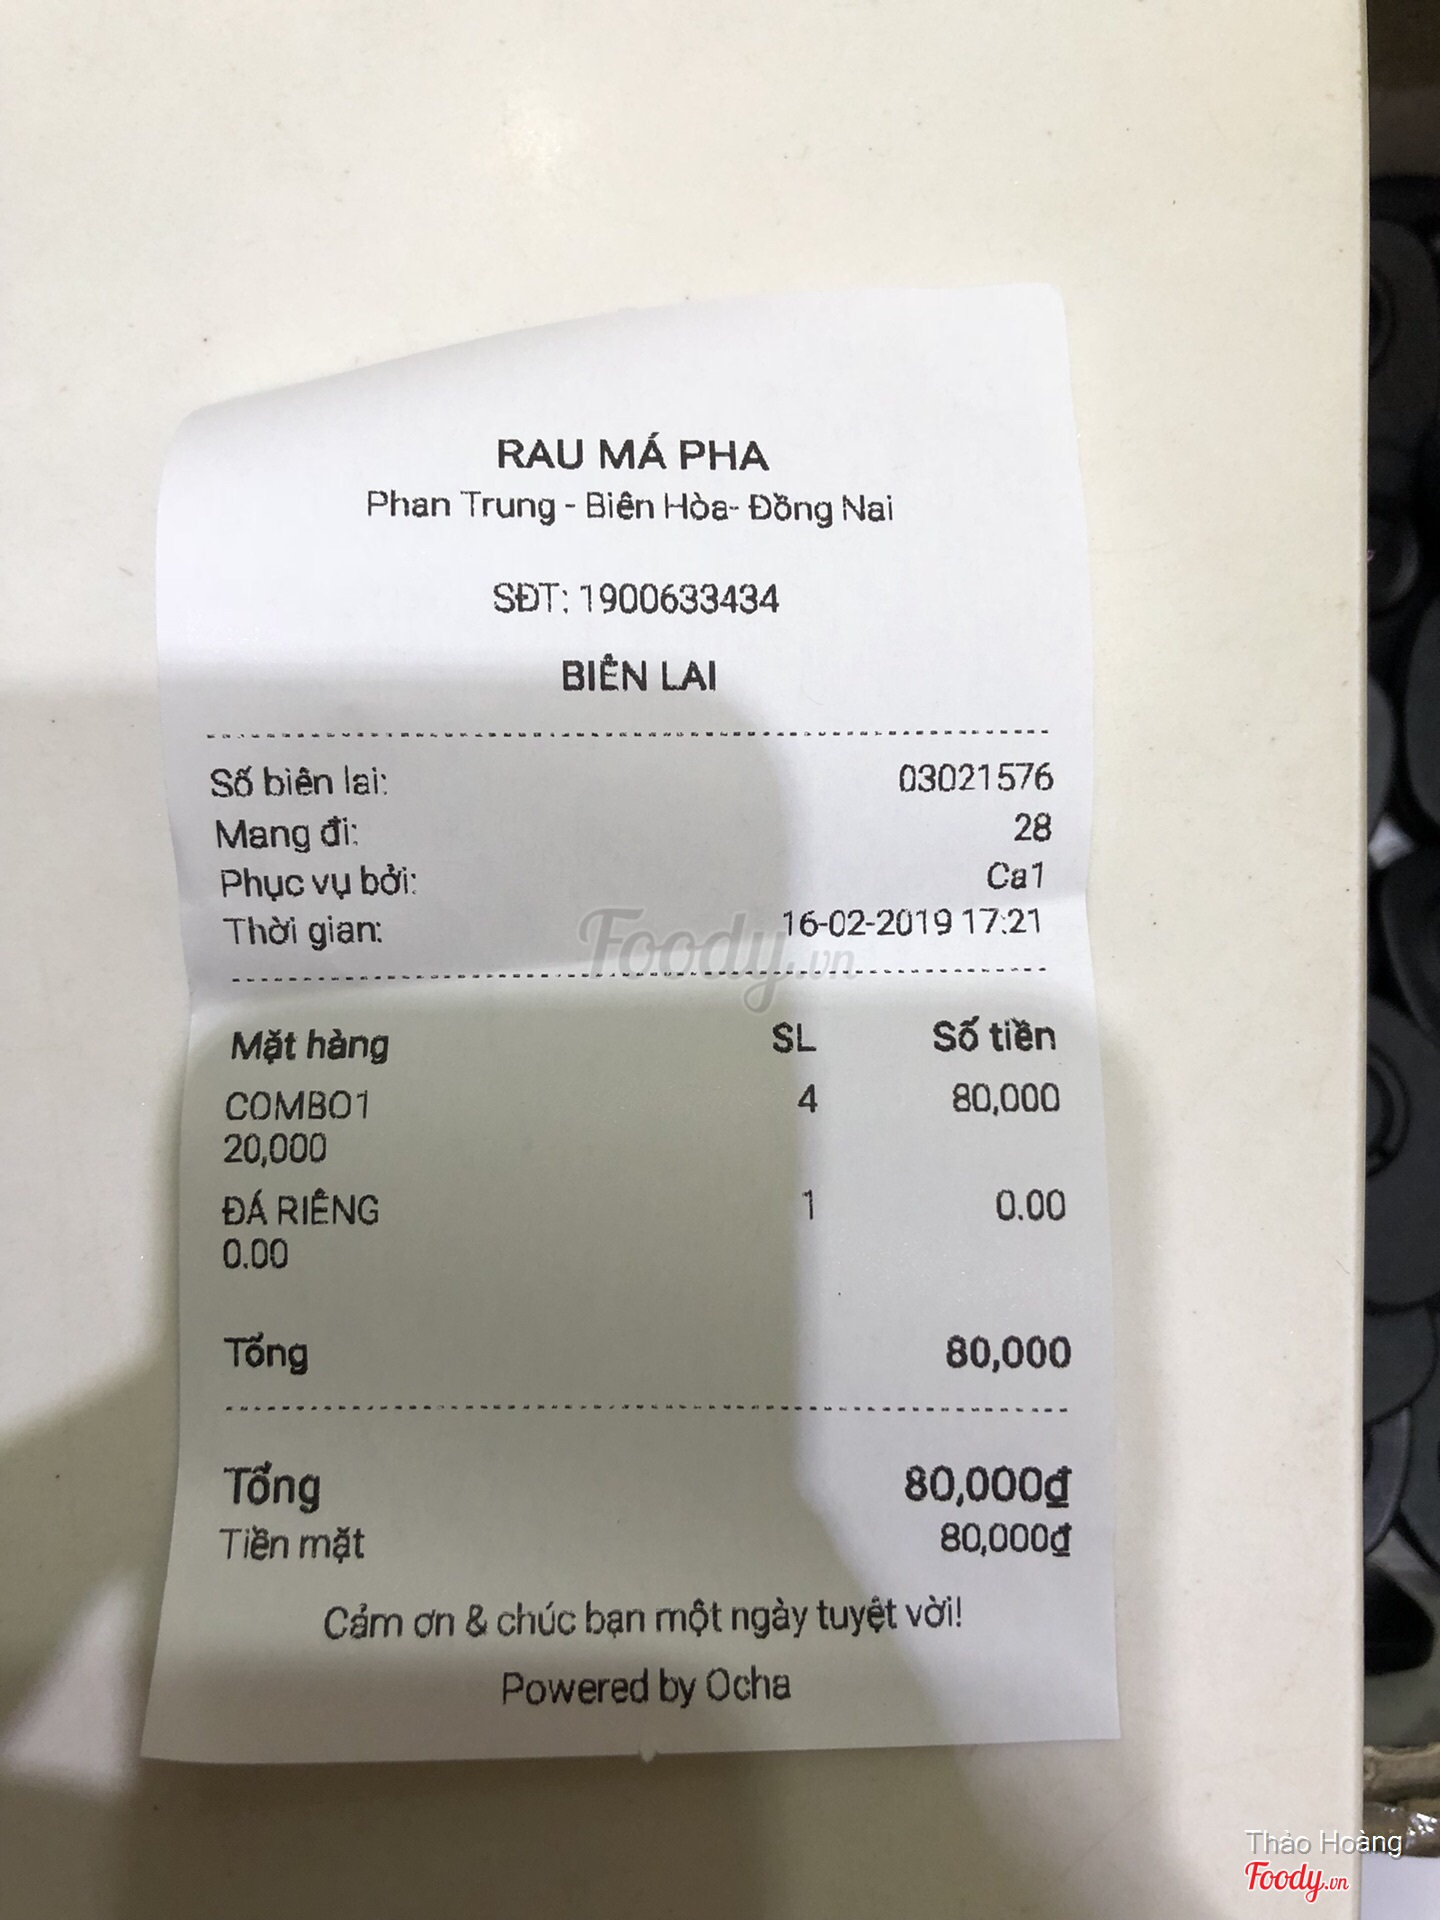 RAU MÁ PHA
Phan Trung - Biên Hòa- Đồng Nai
SĐT: 1900633434
BIÊN LAI
Số biên lai: 03021576
Mang đi: 28
Phục vụ bởi: Ca1
Thời gian: 16-02-2019 17:21
Foody.vn
Mặt hàng SL Số tiền
COMBO1 4 80,000
20,000
ĐÁ RIÊNG 1 0.00
0.00
Tổng 80,000
Tổng 80,000₫
Tiền mặt 80,000₫
Cảm ơn & chúc bạn một ngày tuyệt vời!
Powered by Ocha
Thảo Hoàng
Foody.vn